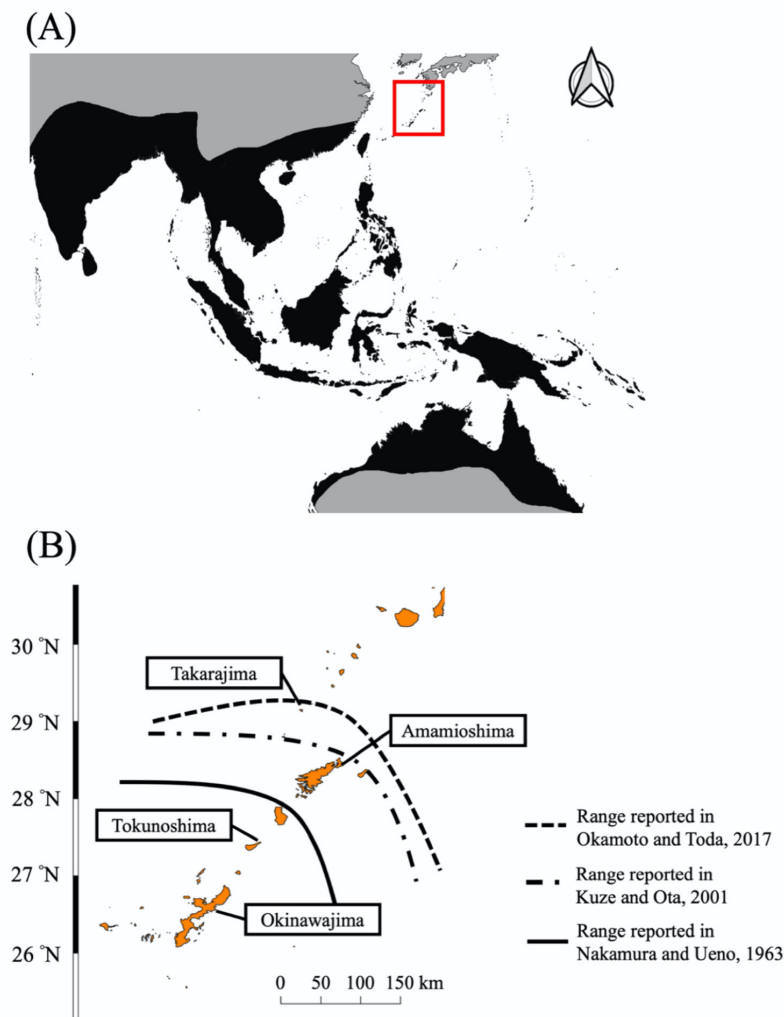 (A)
(B)
30 °N
29 °N
28 °N
27 °N
26 °N
Takarajima
Amamioshima
Tokunoshima
Okinawajima
Range reported in
Okamoto and Toda, 2017
Range reported in
Kuze and Ota, 2001
Range reported in
Nakamura and Ueno, 1963
0 50 100 150 km